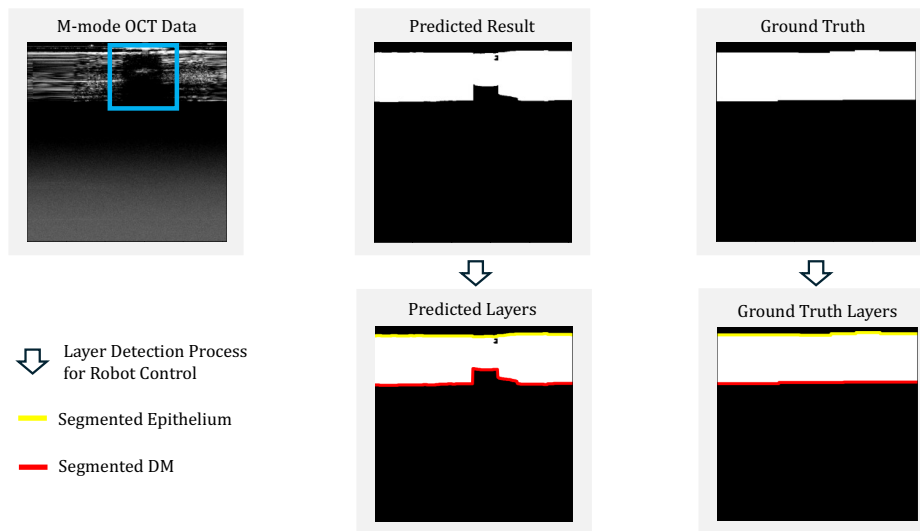 M-mode OCT Data
Predicted Result
Ground Truth
Predicted Layers
Ground Truth Layers
Layer Detection Process
for Robot Control
Segmented Epithelium
Segmented DM